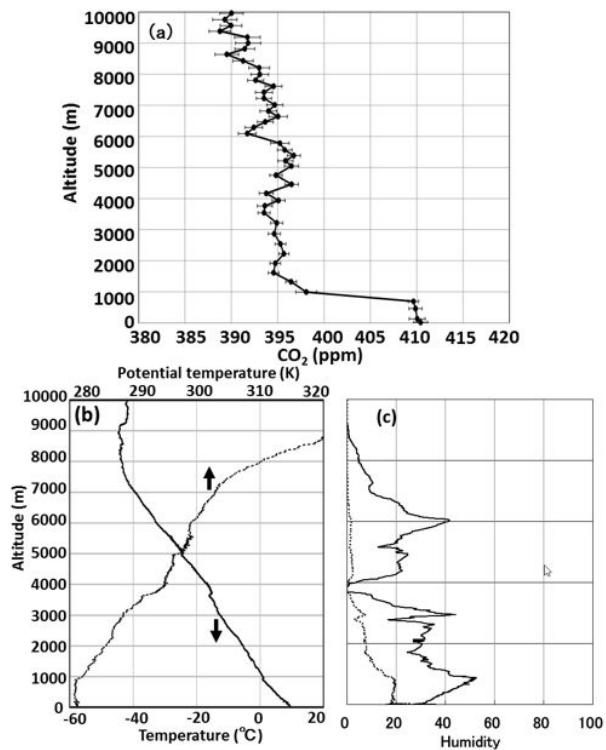 10000
(a)
9000
8000
7000
6000
5000
4000
3000
2000
1000
0
Altitude (m)
380 385 390 395 400 405 410 415 420
CO2 (ppm)
Potential temperature (K)
280 290 300 310 320
10000
(b)
9000
8000
7000
6000
5000
4000
3000
2000
1000
0
Altitude (m)
-60 -40 -20 0 20
Temperature (°C)
(c)
0 20 40 60 80 100
Humidity